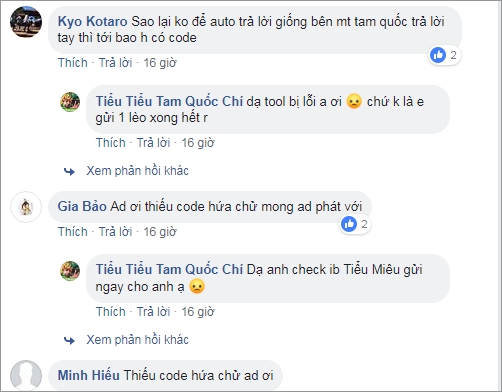 Kyo Kotaro Sao lại ko để auto trả lời giống bên mt tam quốc trả lời
tay thì tới bao h có code
2
Thích · Trả lời · 16 giờ
Tiểu Tiểu Tam Quốc Chí dạ tool bị lỗi a ơi 😟 chứ k là e
gửi 1 lèo xong hết r
Thích · Trả lời · 16 giờ
Xem phản hồi khác
Gia Bảo Ad ơi thiếu code hứa chử mong ad phát với
2
Thích · Trả lời · 16 giờ
Tiểu Tiểu Tam Quốc Chí Dạ anh check ib Tiểu Miêu gửi
ngay cho anh ạ 😟
Thích · Trả lời · 16 giờ
Xem phản hồi khác
Minh Hiếu Thiếu code hứa chử ad ơi